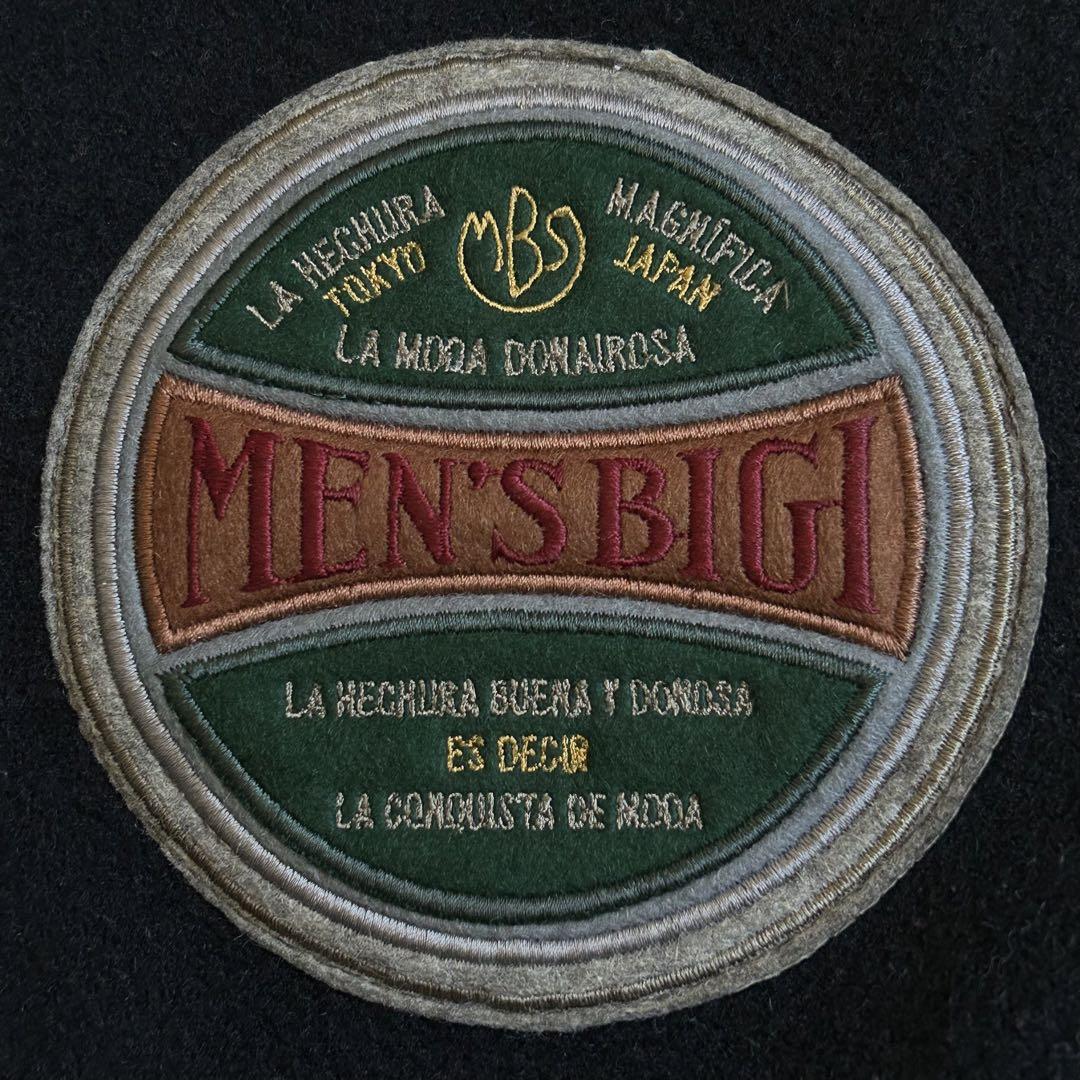 LA HECHURA MAGNÍFICA
TOKYO MBS JAPAN
LA MODA DONAIROSA
MEN'S BIGI
LA HECHURA BUENA Y DONOSA
ES DECIR
LA CONQUISTA DE MODA